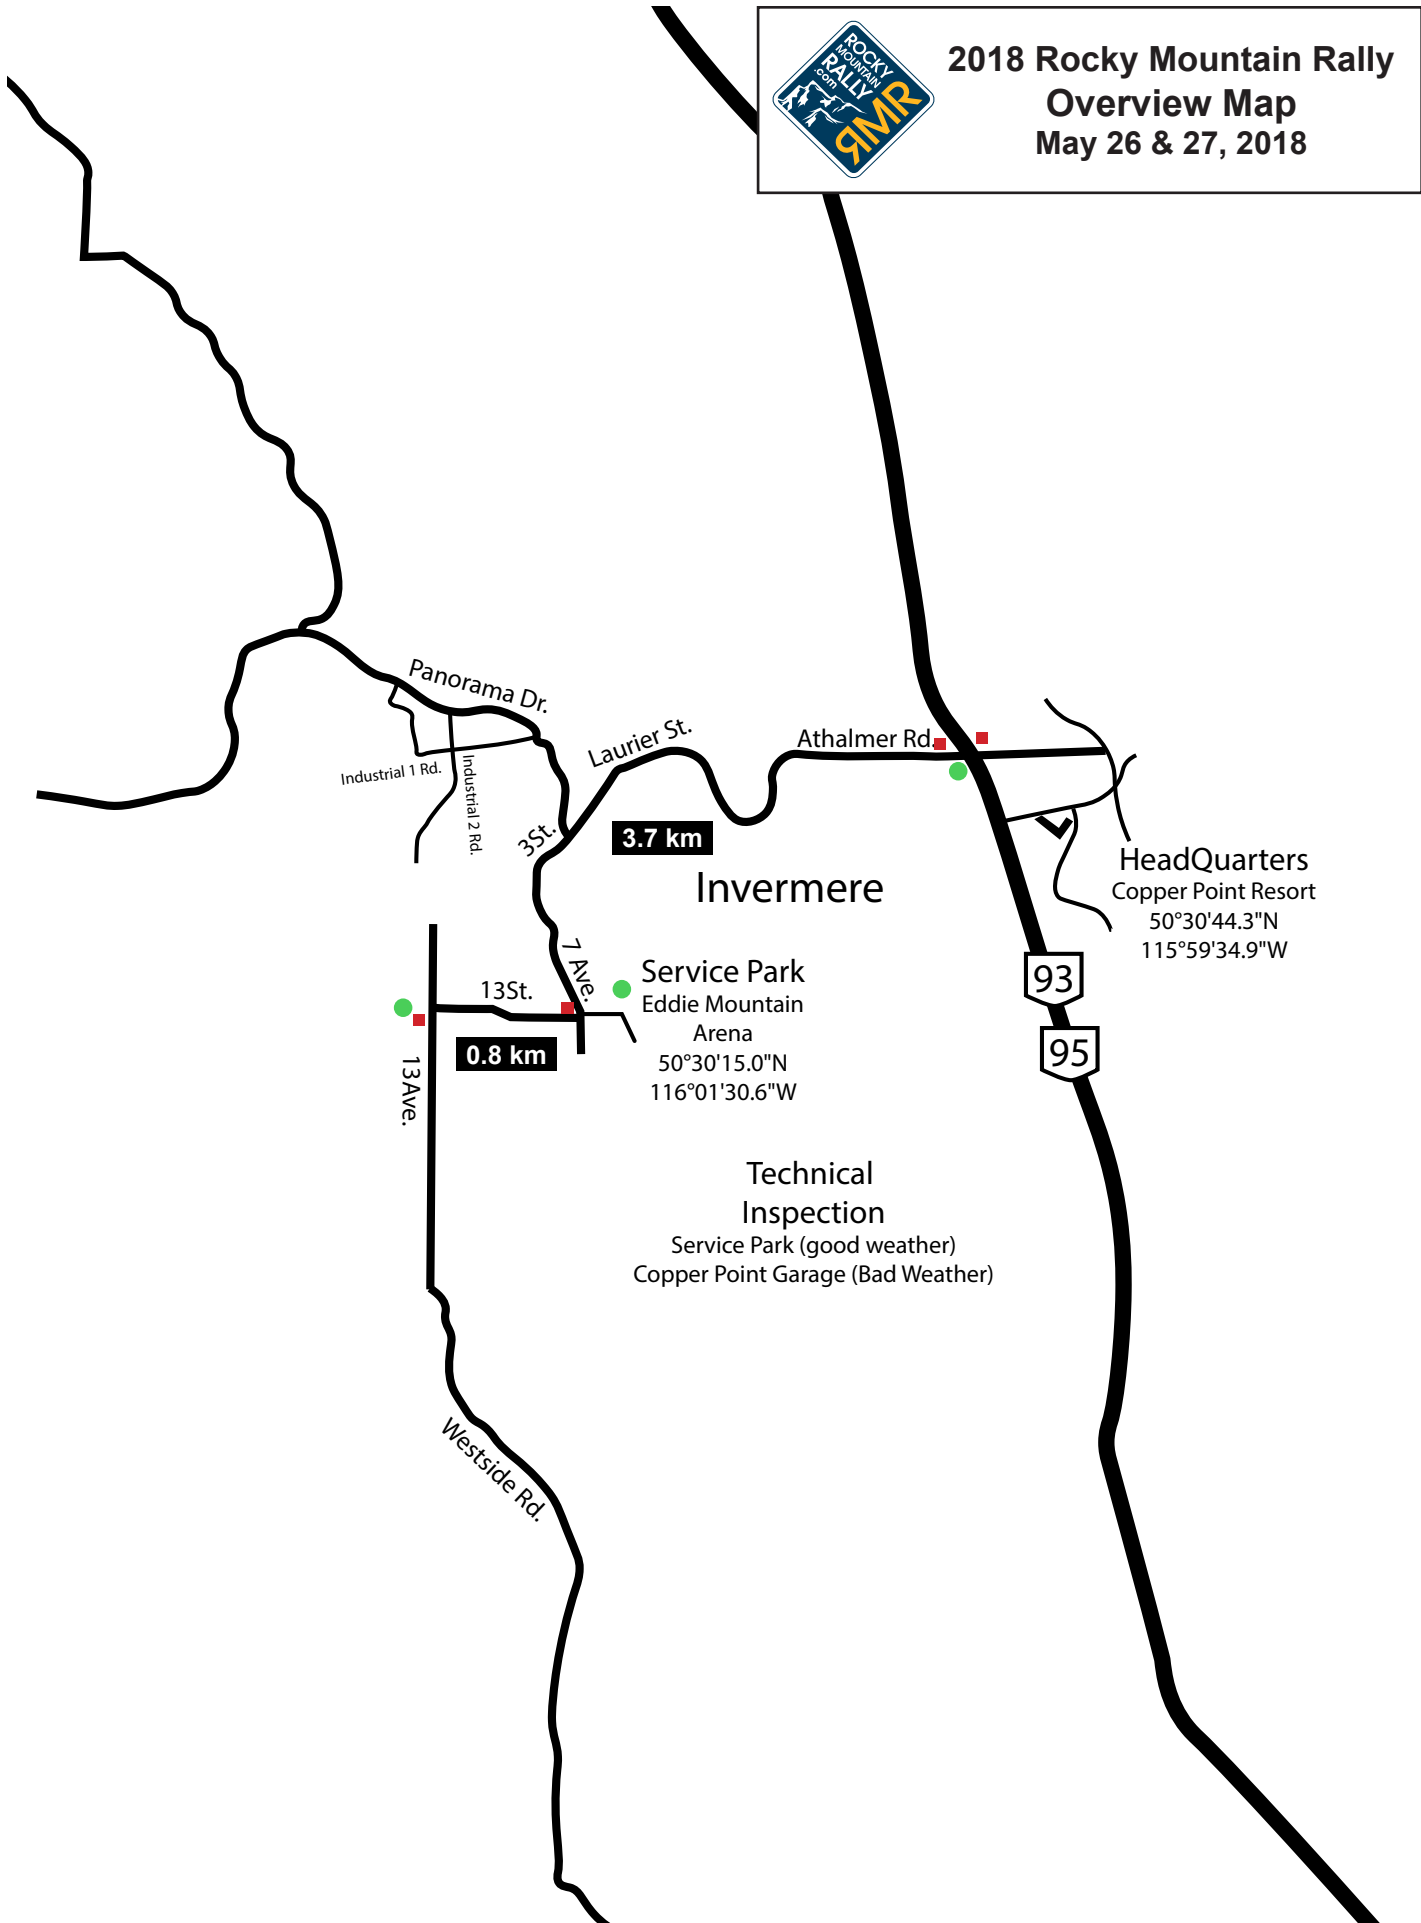 ROCKY
MOUNTAIN
RALLY
.com
RMR
2018 Rocky Mountain Rally
Overview Map
May 26 & 27, 2018
Panorama Dr.
Laurier St.
Athalmer Rd.
Industrial 1 Rd.
Industrial 2 Rd.
3St.
3.7 km
Invermere
HeadQuarters
Copper Point Resort
50°30'44.3"N
115°59'34.9"W
7 Ave.
Service Park
Eddie Mountain
Arena
50°30'15.0"N
116°01'30.6"W
13St.
0.8 km
13Ave.
93
95
Technical
Inspection
Service Park (good weather)
Copper Point Garage (Bad Weather)
Westside Rd.